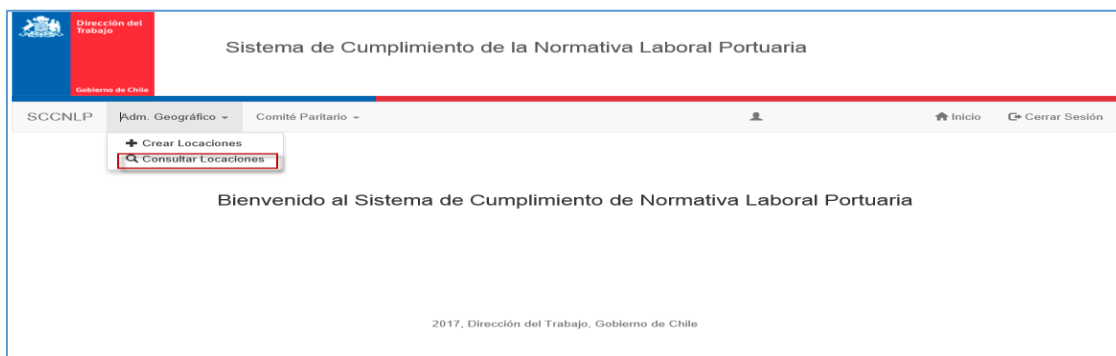 Dirección del
Trabajo
Gobierno de Chile
Sistema de Cumplimiento de la Normativa Laboral Portuaria
SCCNLP
Adm. Geográfico
Comité Paritario
Inicio
Cerrar Sesión
Crear Locaciones
Consultar Locaciones
Bienvenido al Sistema de Cumplimiento de Normativa Laboral Portuaria
2017, Dirección del Trabajo, Gobierno de Chile